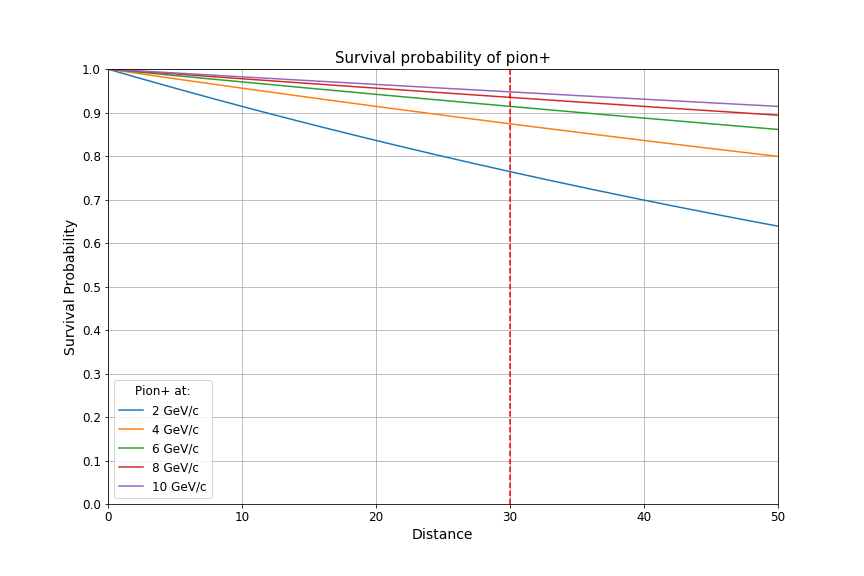 Survival probability of pion+
Survival Probability
1.0
0.9
0.8
0.7
0.6
0.5
0.4
0.3
0.2
0.1
0.0
Pion+ at:
2 GeV/c
4 GeV/c
6 GeV/c
8 GeV/c
10 GeV/c
0 10 20 30 40 50
Distance